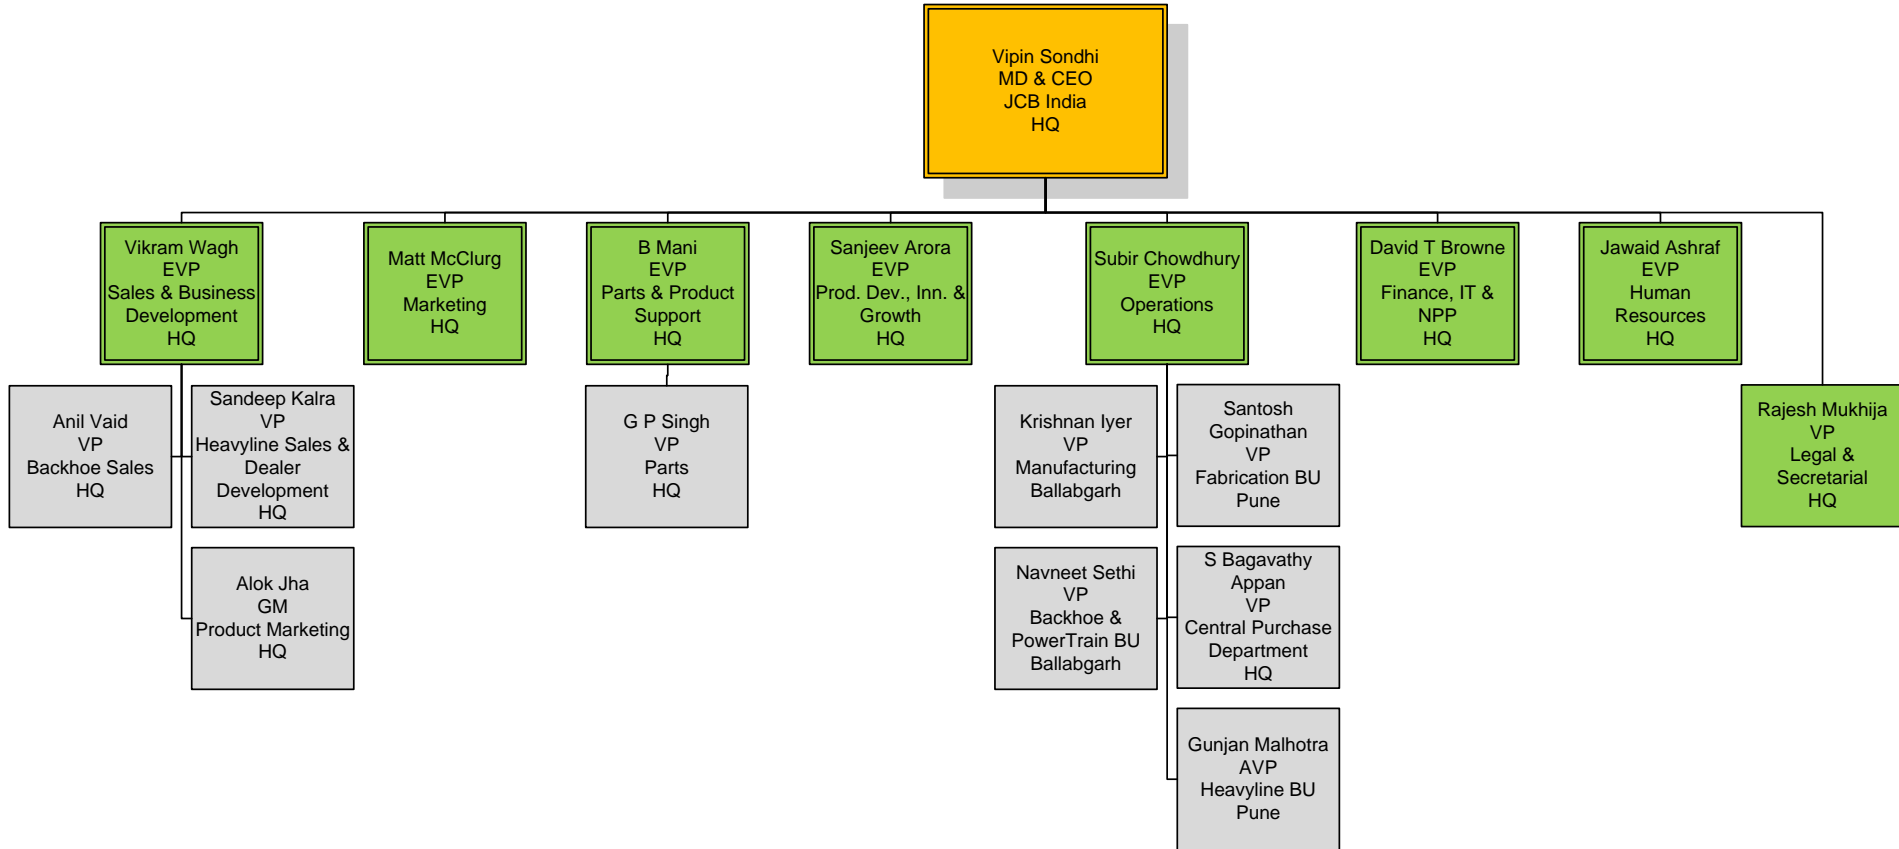 Vipin Sondhi
MD & CEO
JCB India
HQ
Vikram Wagh
EVP
Sales & Business
Development
HQ
Matt McClurg
EVP
Marketing
HQ
B Mani
EVP
Parts & Product
Support
HQ
Sanjeev Arora
EVP
Prod. Dev., Inn. &
Growth
HQ
Subir Chowdhury
EVP
Operations
HQ
David T Browne
EVP
Finance, IT &
NPP
HQ
Jawaid Ashraf
EVP
Human
Resources
HQ
Anil Vaid
VP
Backhoe Sales
HQ
Sandeep Kalra
VP
Heavyline Sales &
Dealer
Development
HQ
G P Singh
VP
Parts
HQ
Krishnan Iyer
VP
Manufacturing
Ballabgarh
Santosh
Gopinathan
VP
Fabrication BU
Pune
Rajesh Mukhija
VP
Legal &
Secretarial
HQ
Alok Jha
GM
Product Marketing
HQ
Navneet Sethi
VP
Backhoe &
PowerTrain BU
Ballabgarh
S Bagavathy
Appan
VP
Central Purchase
Department
HQ
Gunjan Malhotra
AVP
Heavyline BU
Pune